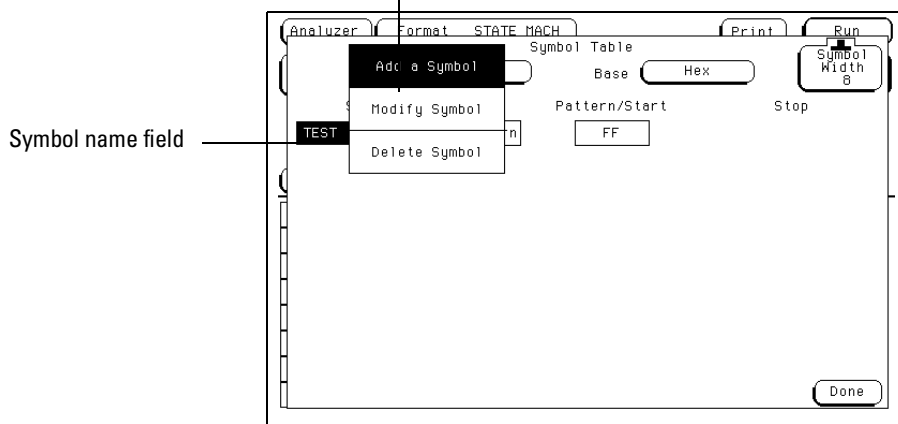 Analyzer Format STATE MACH Print Run
Symbol Table
Symbol Width 8
Base Hex
Add a Symbol
Modify Symbol
Delete Symbol
Pattern/Start Stop
Symbol name field
TEST FF
Done